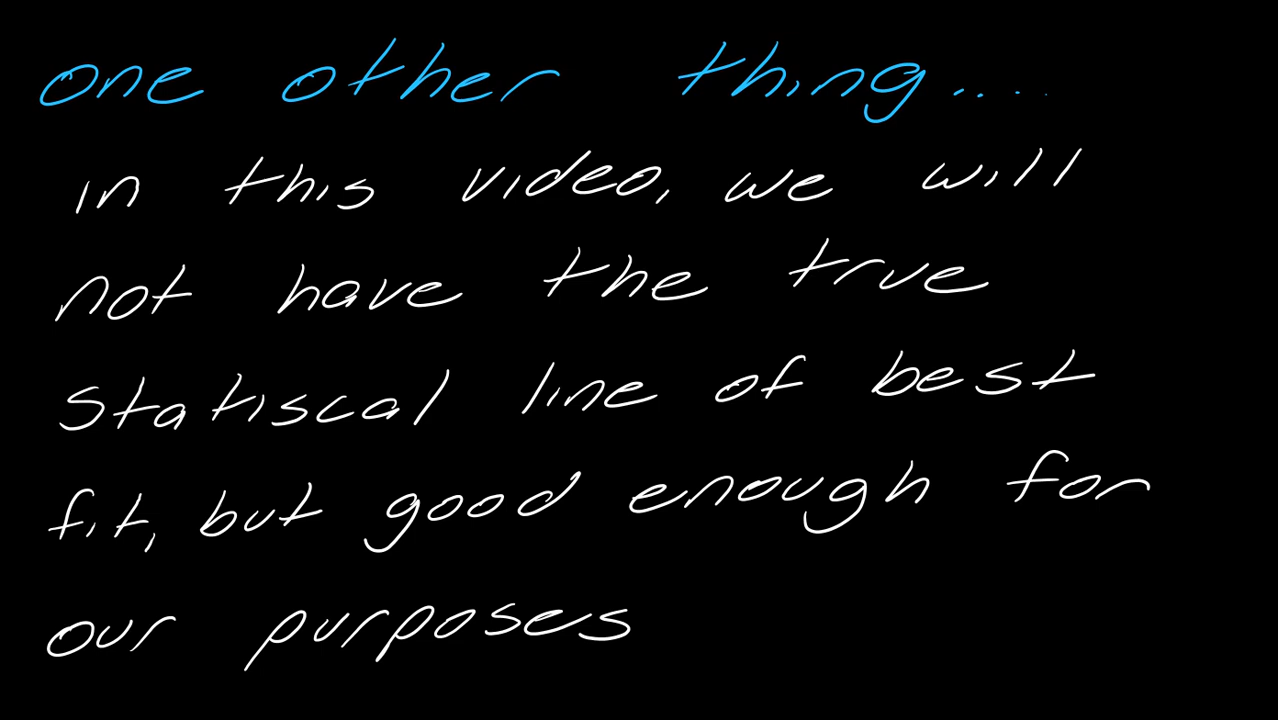 one other thing....
in this video, we will
not have the true
statiscal line of best
fit, but good enough for
our purposes